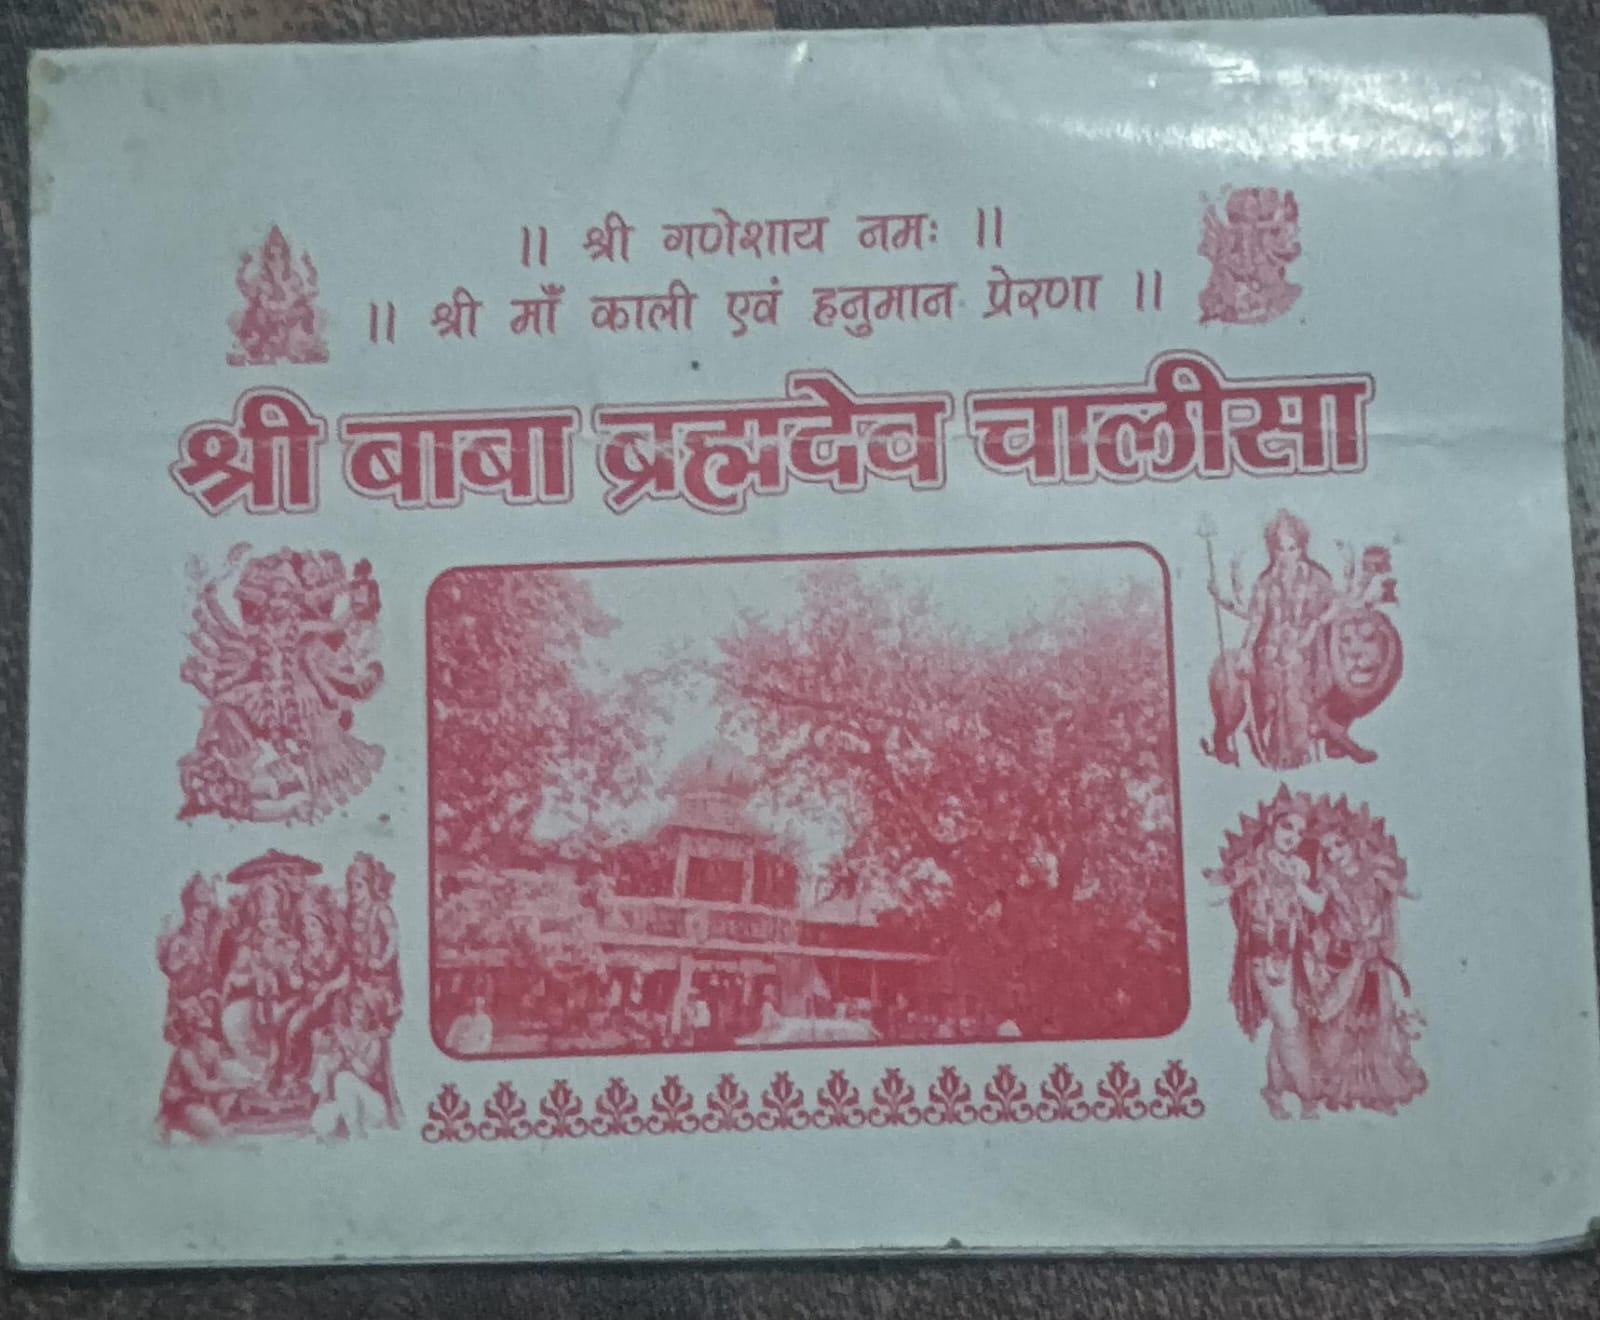 ॥ श्री गणेशाय नमः ॥
॥ श्री माँ काली एवं हनुमान प्रेरणा ॥
श्री बाबा ब्रह्मदेव चालीसा